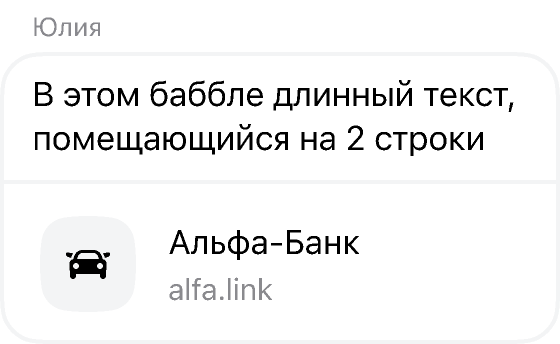 Юлия
В этом баббле длинный текст,
помещающийся на 2 строки
Альфа-Банк
alfa.link